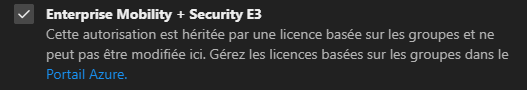 Enterprise Mobility + Security E3
Cette autorisation est héritée par une licence basée sur les groupes et ne
peut pas être modifiée ici. Gérez les licences basées sur les groupes dans le
Portail Azure.